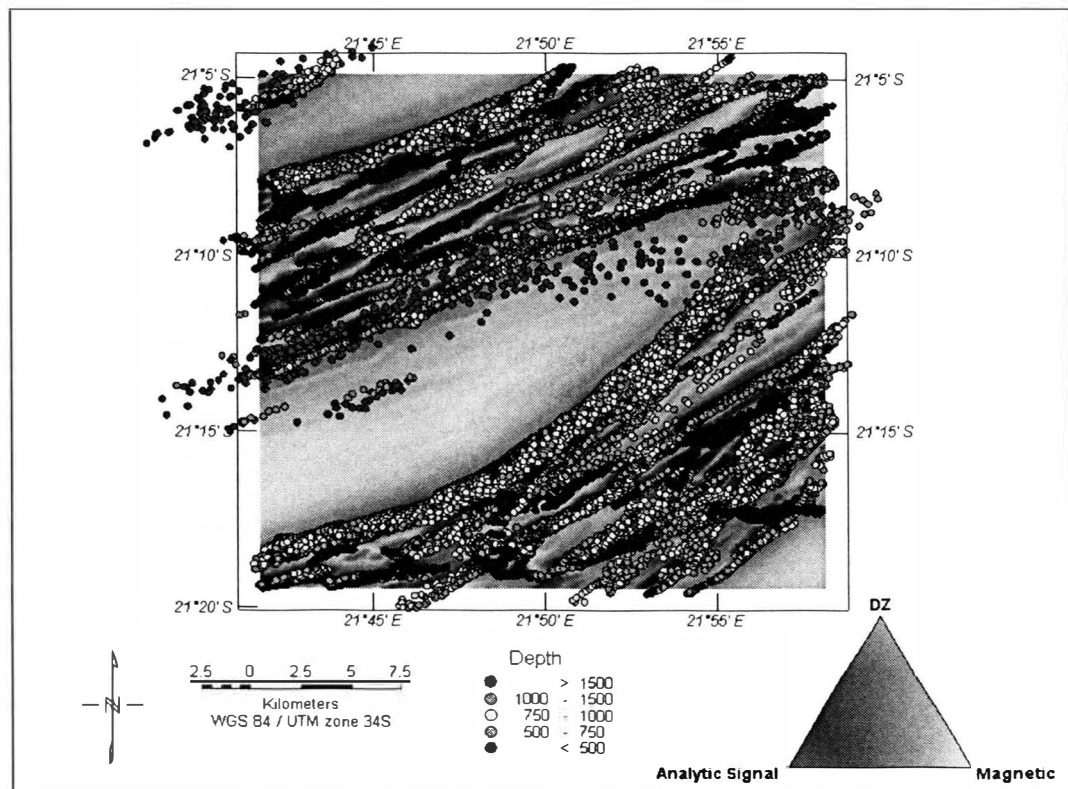 21°45' E 21°50' E 21°55' E
21°5' S 21°5' S
21°10' S 21°10' S
21°15' S 21°15' S
21°20' S
21°45' E 21°50' E 21°55' E
2.5 0 2.5 5 7.5
Kilometers
WGS 84 / UTM zone 34S
N
Depth
> 1500
1000 - 1500
750 - 1000
500 - 750
< 500
DZ
Analytic Signal Magnetic